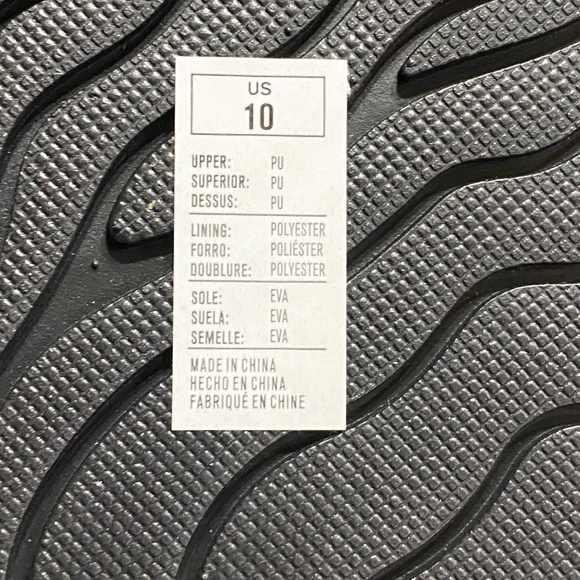 US
10
UPPER: PU
SUPERIOR: PU
DESSUS: PU
LINING: POLYESTER
FORRO: POLIÉSTER
DOUBLURE: POLYESTER
SOLE: EVA
SUELA: EVA
SEMELLE: EVA
MADE IN CHINA
HECHO EN CHINA
FABRIQUÉ EN CHINE